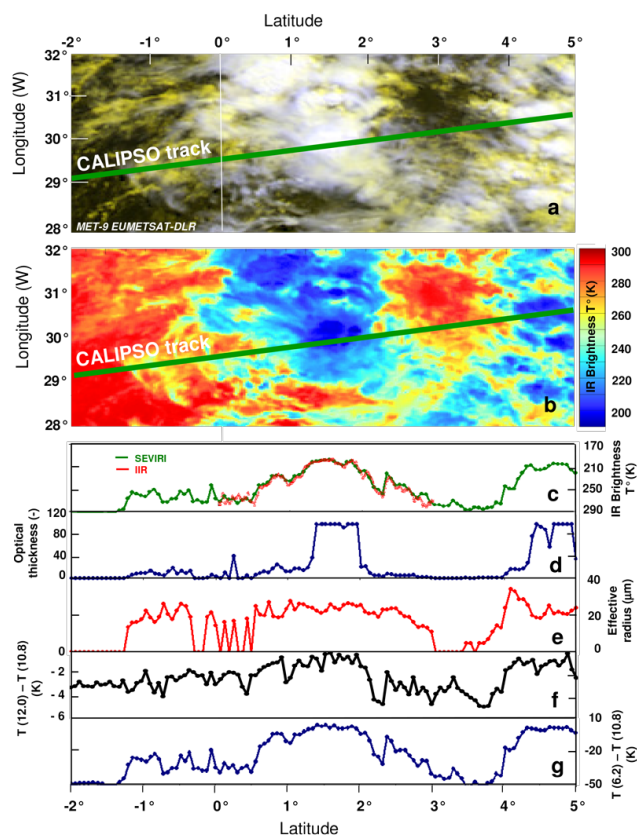 Latitude
-2° -1° 0° 1° 2° 3° 4° 5°
32°
31°
30°
29°
28°
Longitude (W)
CALIPSO track
MET-9 EUMETSAT-DLR
a
32°
31°
30°
29°
28°
Longitude (W)
CALIPSO track
b
300
280
260
240
220
200
IR Brightness T° (K)
SEVIRI
IIR
c
170
210
250
290
IR Brightness
T° (K)
120
80
40
0
Optical
thickness (-)
d
40
20
0
Effective
radius (µm)
0
e
T (12.0) – T (10.8)
(K)
- 2
- 4
- 6
f
10
-20
-50
T (6.2) – T (10.8)
(K)
g
-2° -1° 0° 1° 2° 3° 4° 5°
Latitude